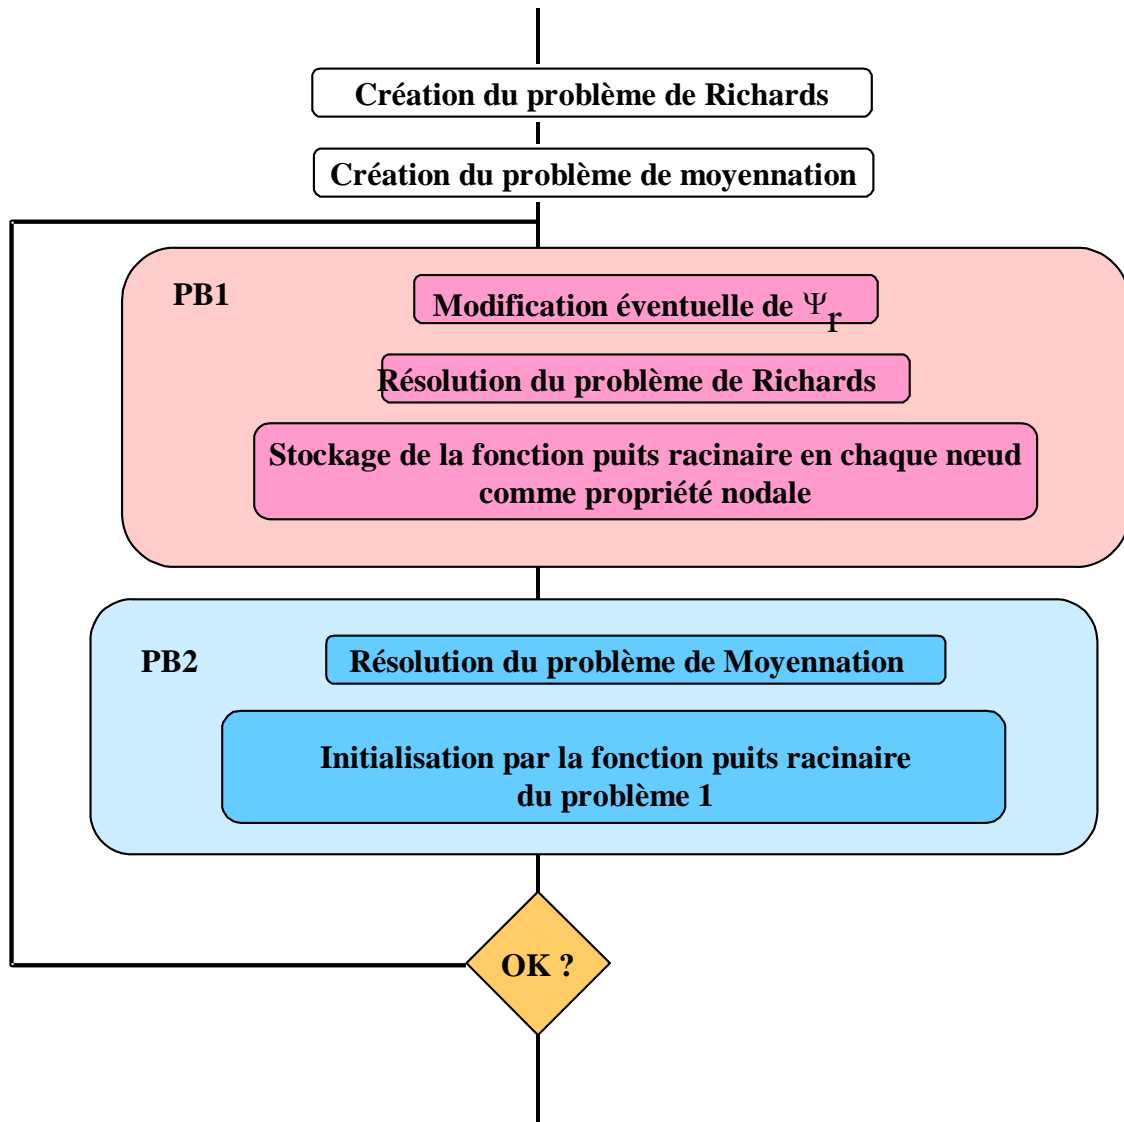 Création du problème de Richards
Création du problème de moyennation
PB1
Modification éventuelle de Ψr
Résolution du problème de Richards
Stockage de la fonction puits racinaire en chaque nœud
comme propriété nodale
PB2
Résolution du problème de Moyennation
Initialisation par la fonction puits racinaire
du problème 1
OK ?